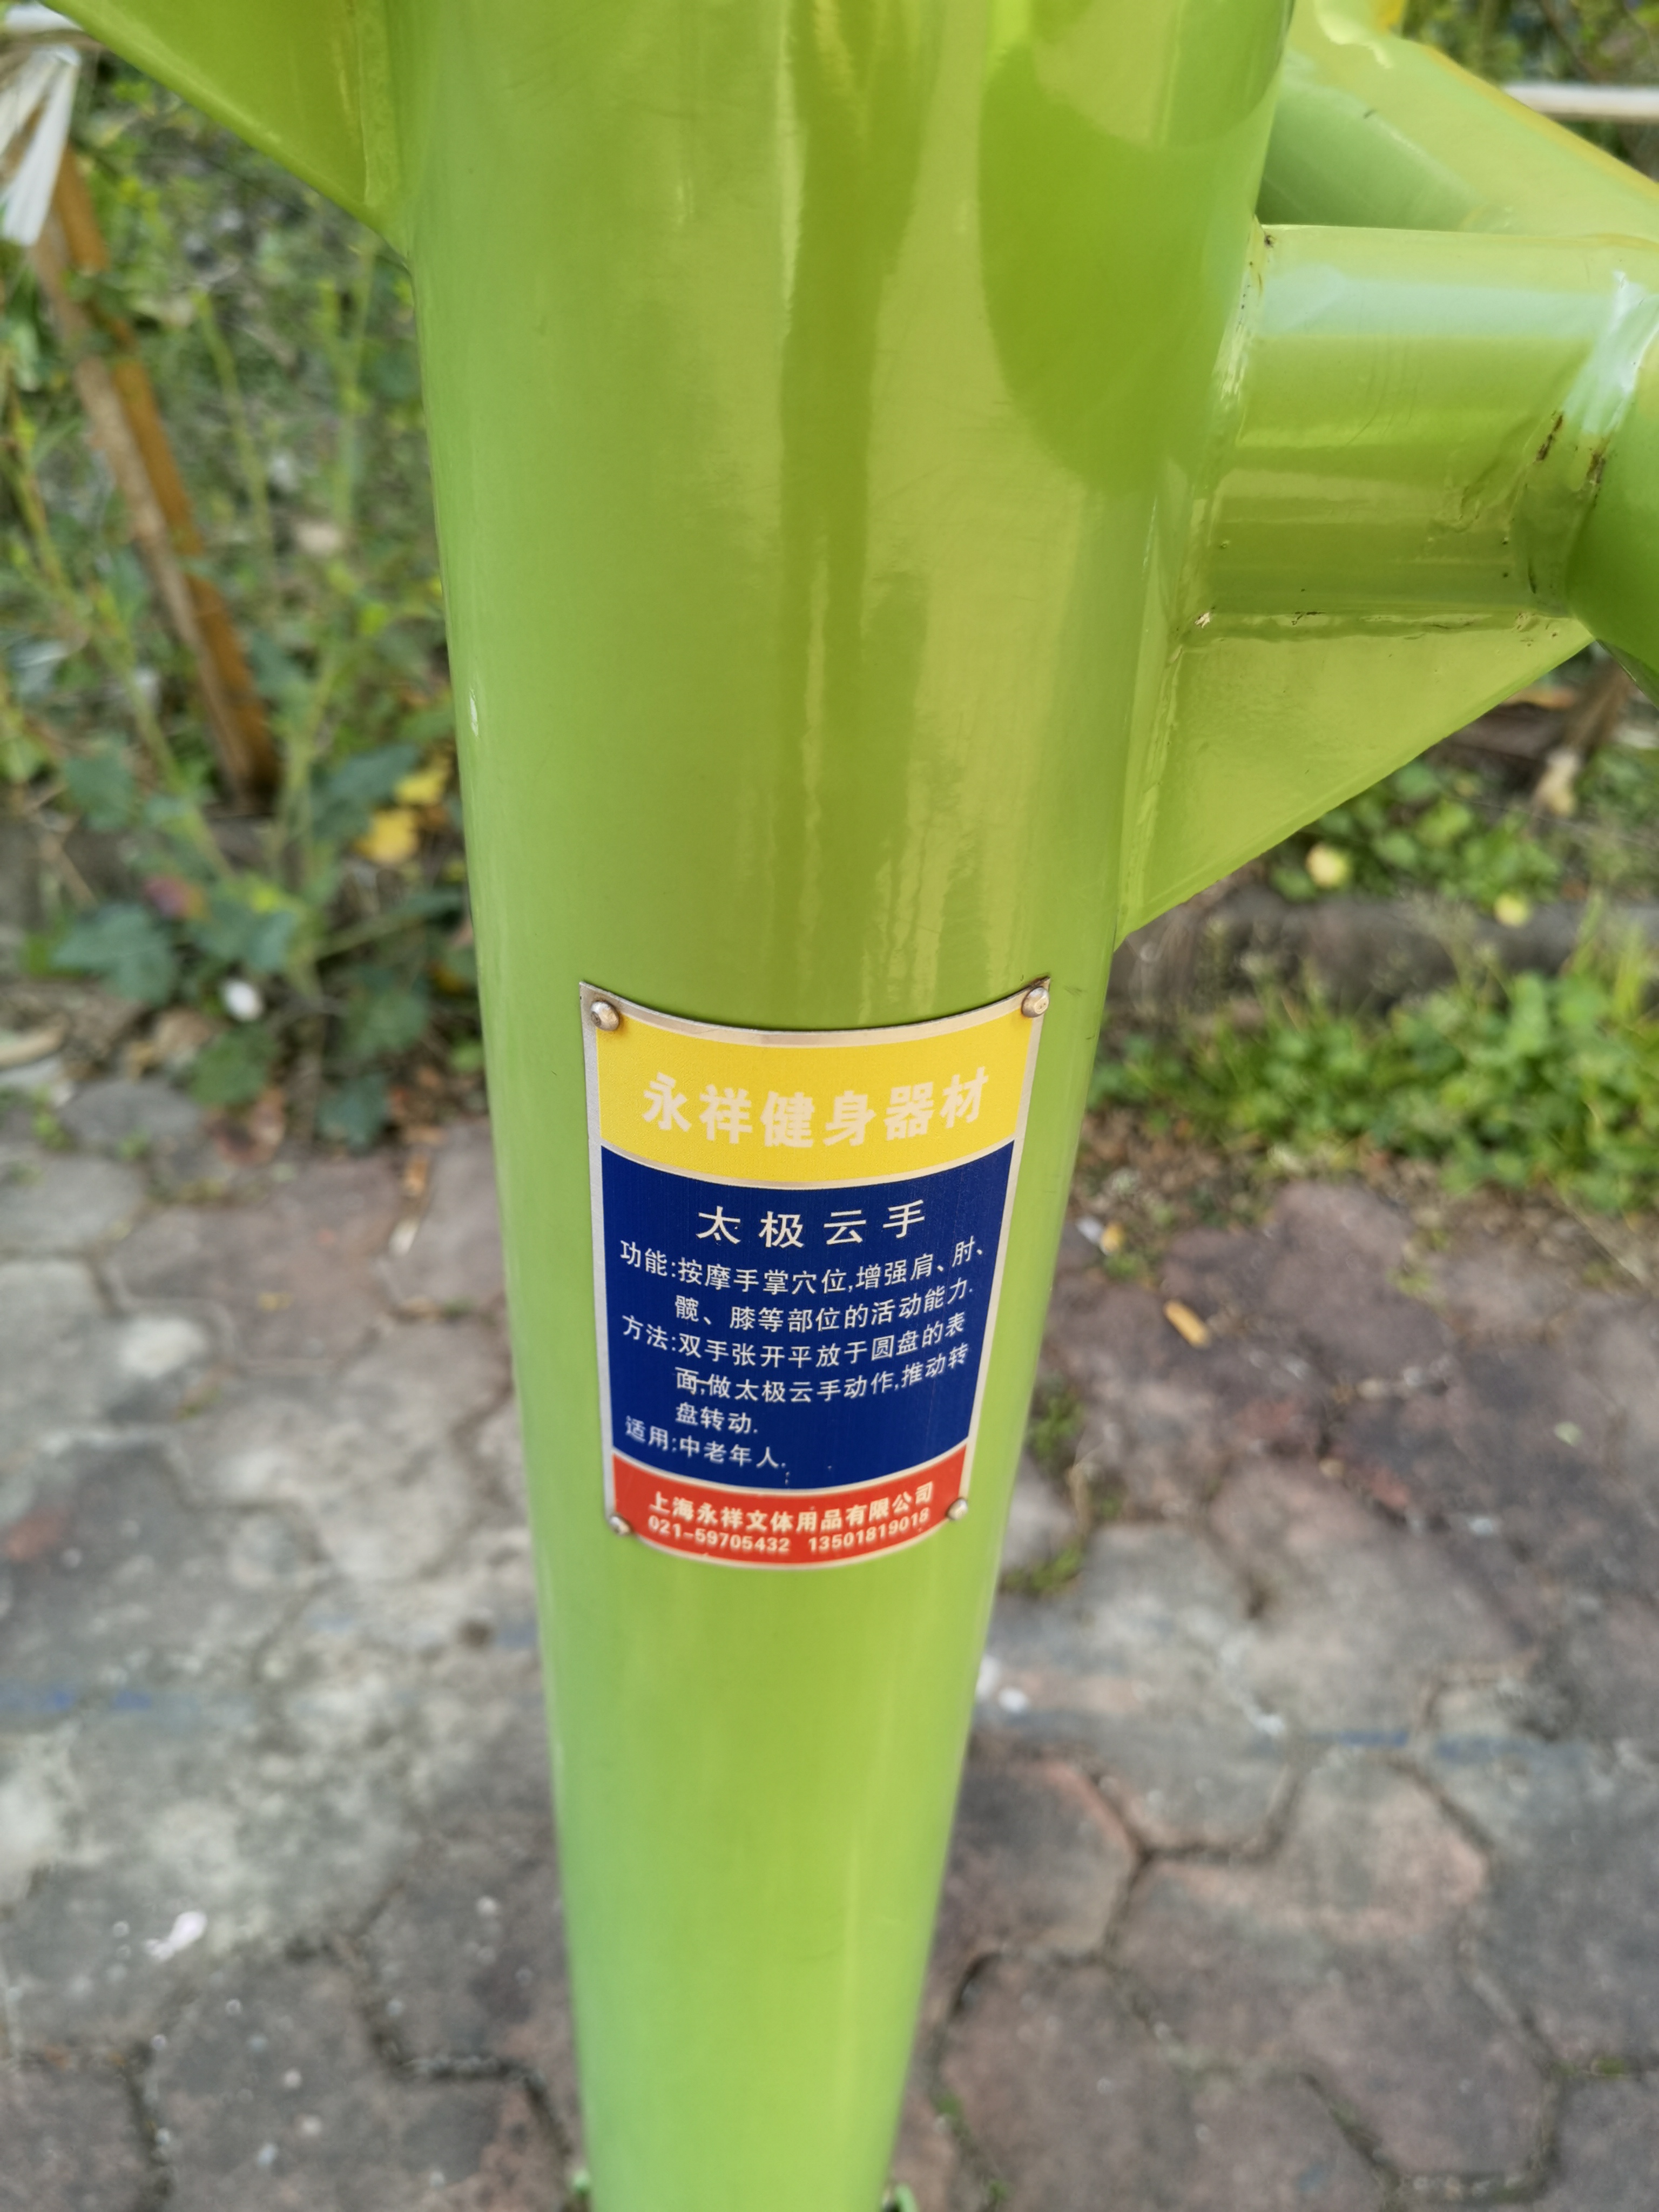 永祥健身器材
太极云手
功能:按摩手掌穴位,增强肩、肘、
髋、膝等部位的活动能力.
方法:双手张开平放于圆盘的表
面,做太极云手动作,推动转
盘转动.
适用:中老年人.
上海永祥文体用品有限公司
021-59705432 13501819018